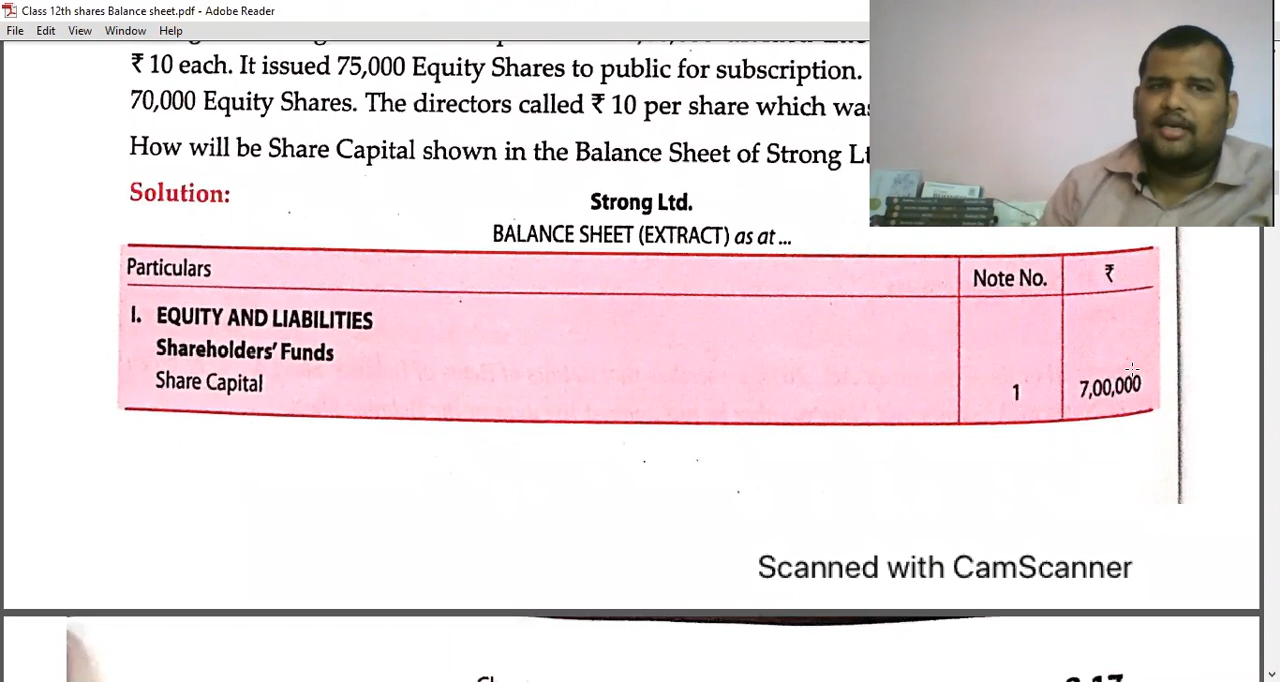 Class 12th shares Balance sheet.pdf - Adobe Reader
File Edit View Window Help
₹ 10 each. It issued 75,000 Equity Shares to public for subscription.
70,000 Equity Shares. The directors called ₹ 10 per share which
How will be Share Capital shown in the Balance Sheet of Strong
Solution:
Strong Ltd.
BALANCE SHEET (EXTRACT) as at ...
Particulars Note No. ₹
I. EQUITY AND LIABILITIES
Shareholders' Funds
Share Capital 1 7,00,000
Scanned with CamScanner